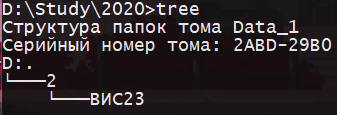 D:\Study\2020>tree
Структура папок тома Data_1
Серийный номер тома: 2ABD-29B0
D:.
└───2
    └───ВИС23